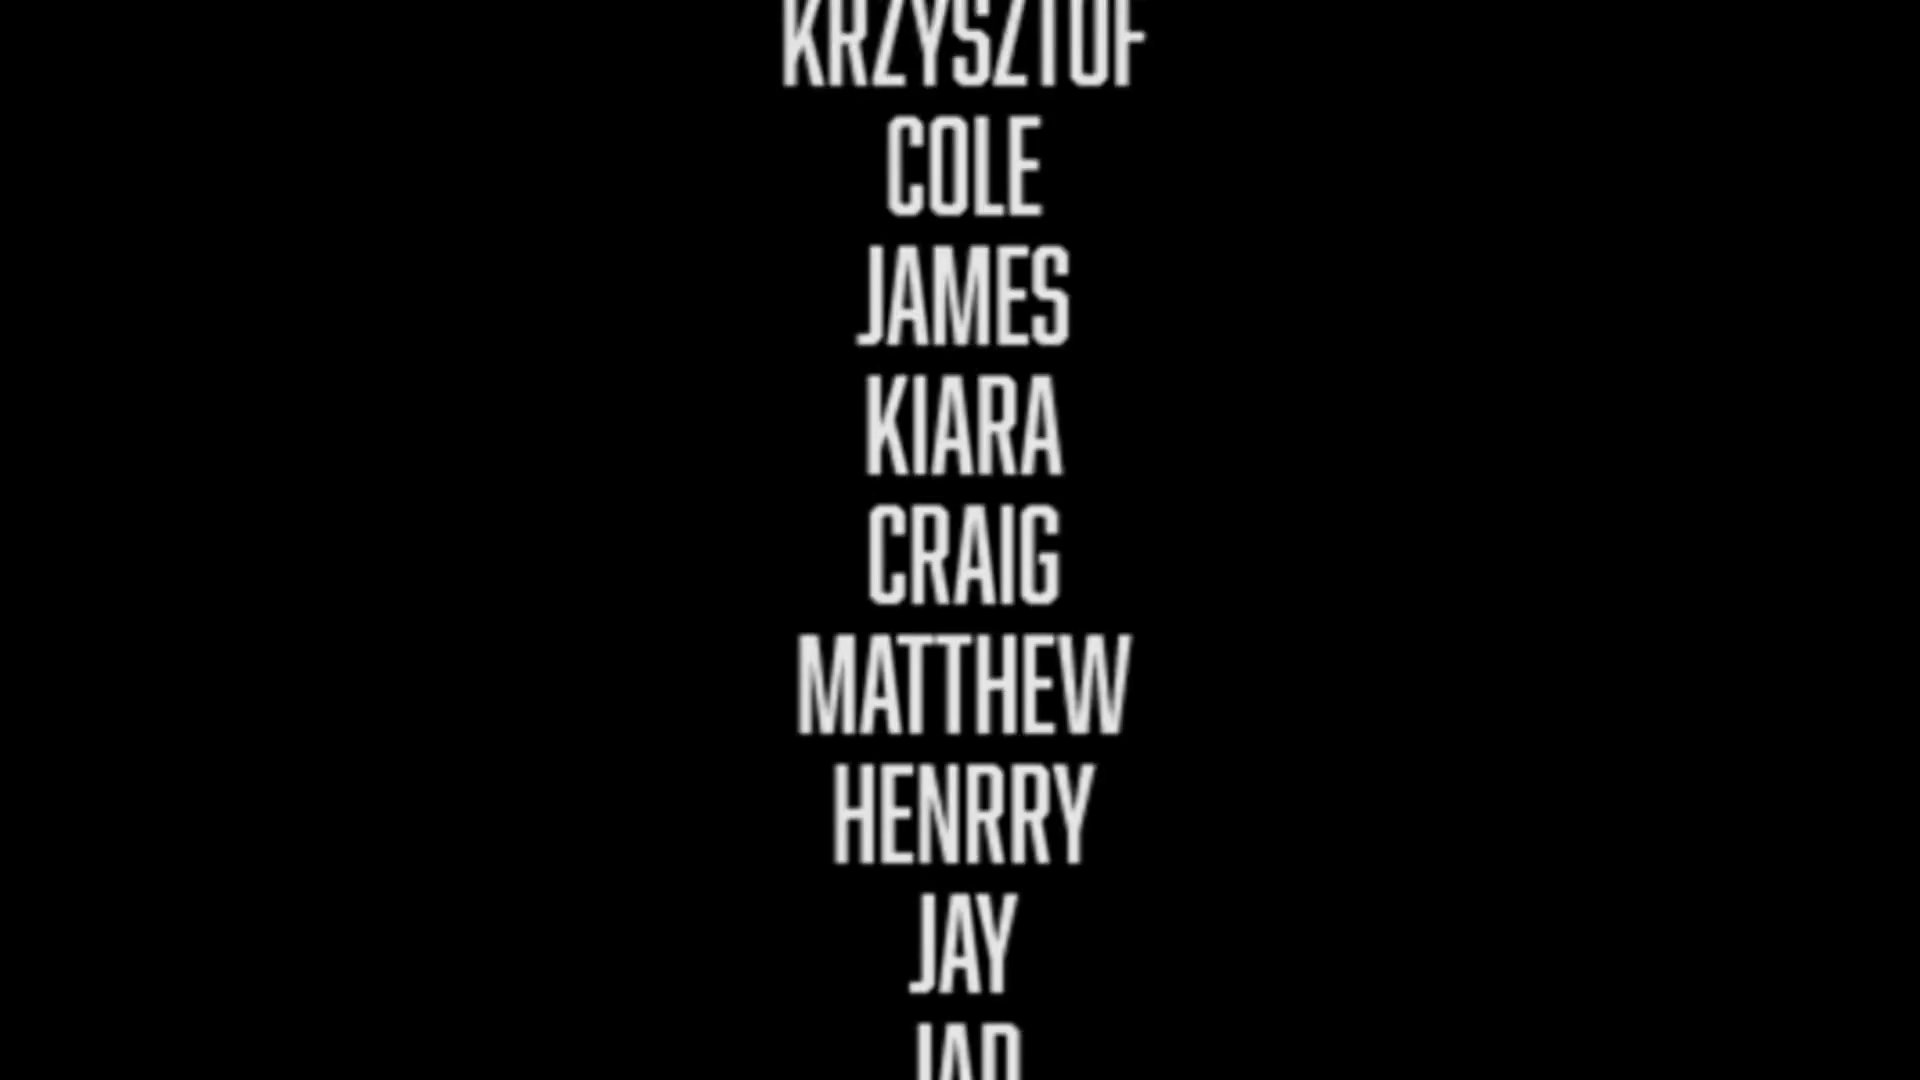 KRZYSZTOF
COLE
JAMES
KIARA
CRAIG
MATTHEW
HENRRY
JAY